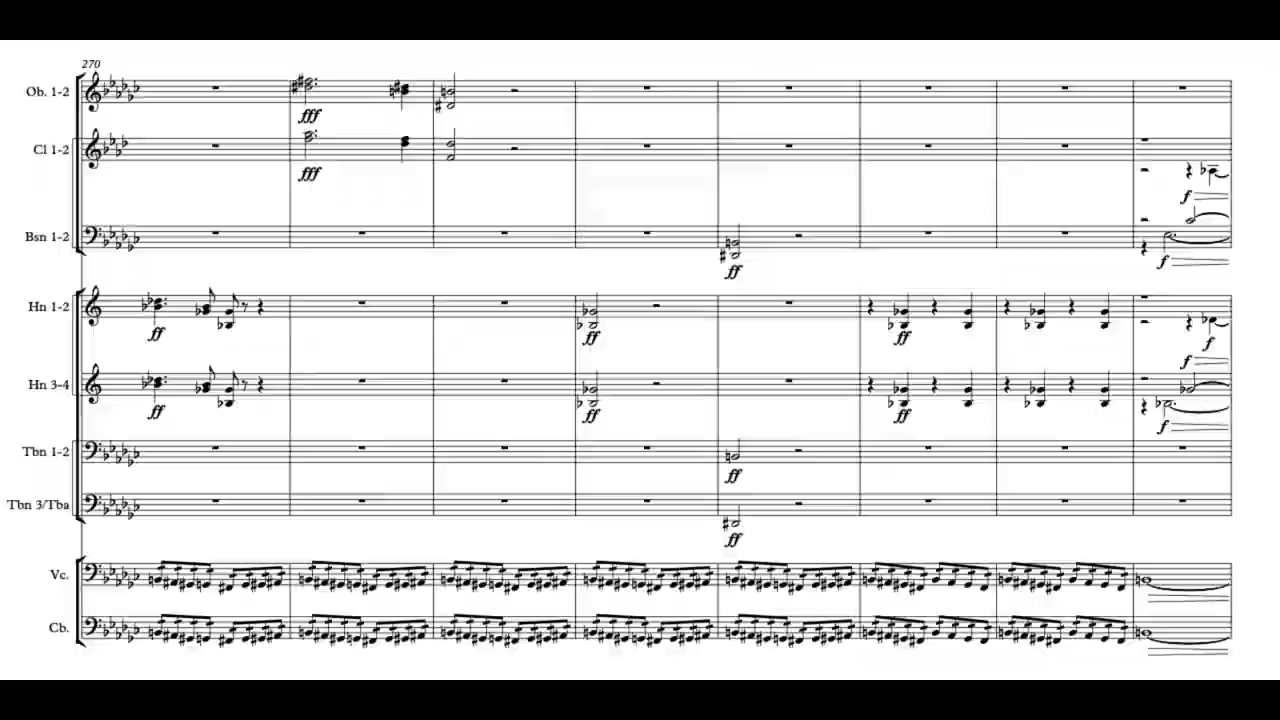 270
Ob. 1-2
fff
Cl 1-2
fff
f
Bsn 1-2
ff
f
Hn 1-2
ff
ff
ff
f
f
Hn 3-4
ff
ff
ff
f
Tbn 1-2
ff
Tbn 3/Tba
ff
Vc.
Cb.